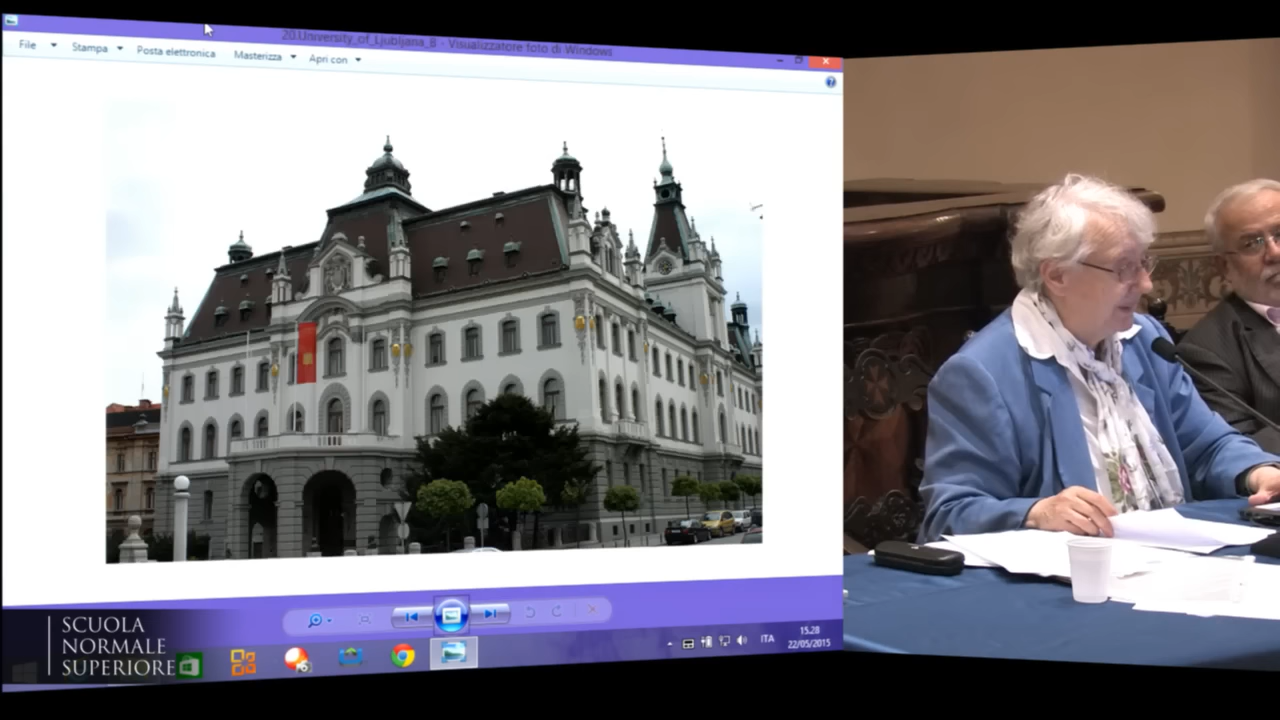 20.University_of_Ljubljana_8 - Visualizzatore foto di Windows
File
Stampa
Posta elettronica
Masterizza
Apri con
SCUOLA
NORMALE
SUPERIORE
ITA
15.28
22/05/2015